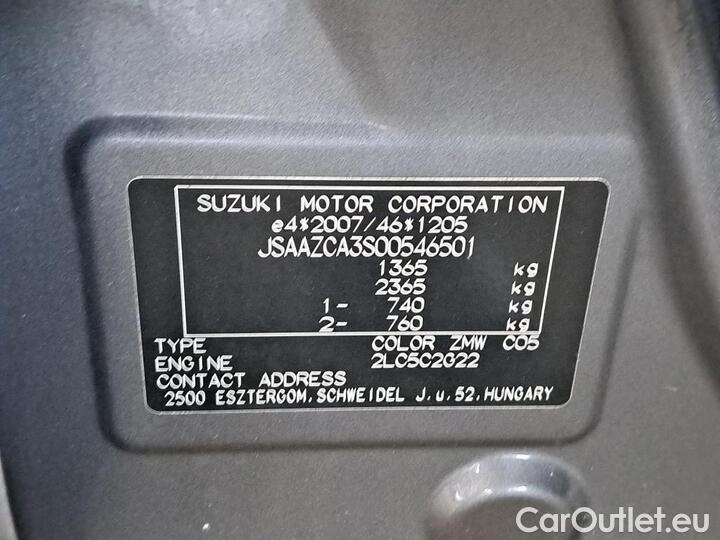 SUZUKI MOTOR CORPORATION
e4*2007/46*1205
JSAAZCA3S00546501
1365 kg
2365 kg
1- 740 kg
2- 760 kg
TYPE COLOR ZMW C05
ENGINE 2LC5C2G22
CONTACT ADDRESS
2500 ESZTERGOM, SCHWEIDEL J. u. 52. HUNGARY
CarOutlet.eu